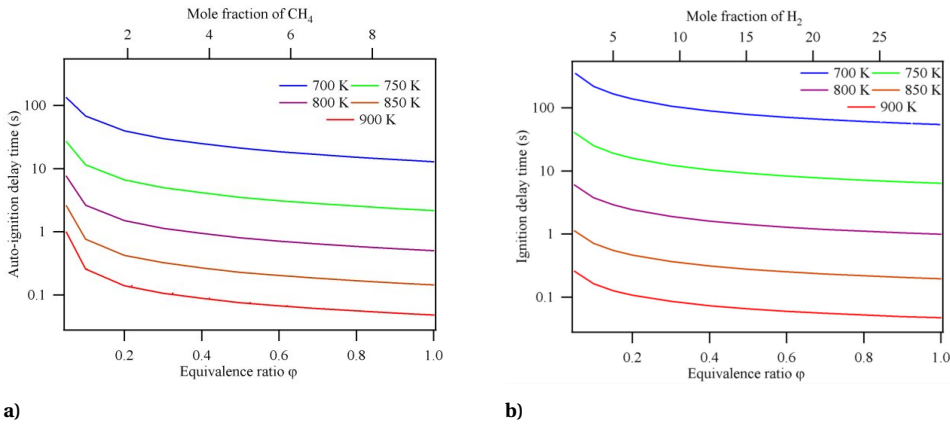 Mole fraction of CH4
2 4 6 8
700 K 750 K
800 K 850 K
900 K
100
10
1
0.1
Auto-ignition delay time (s)
0.2 0.4 0.6 0.8 1.0
Equivalence ratio φ
a)
Mole fraction of H2
5 10 15 20 25
700 K 750 K
800 K 850 K
900 K
100
10
1
0.1
Ignition delay time (s)
0.2 0.4 0.6 0.8 1.0
Equivalence ratio φ
b)